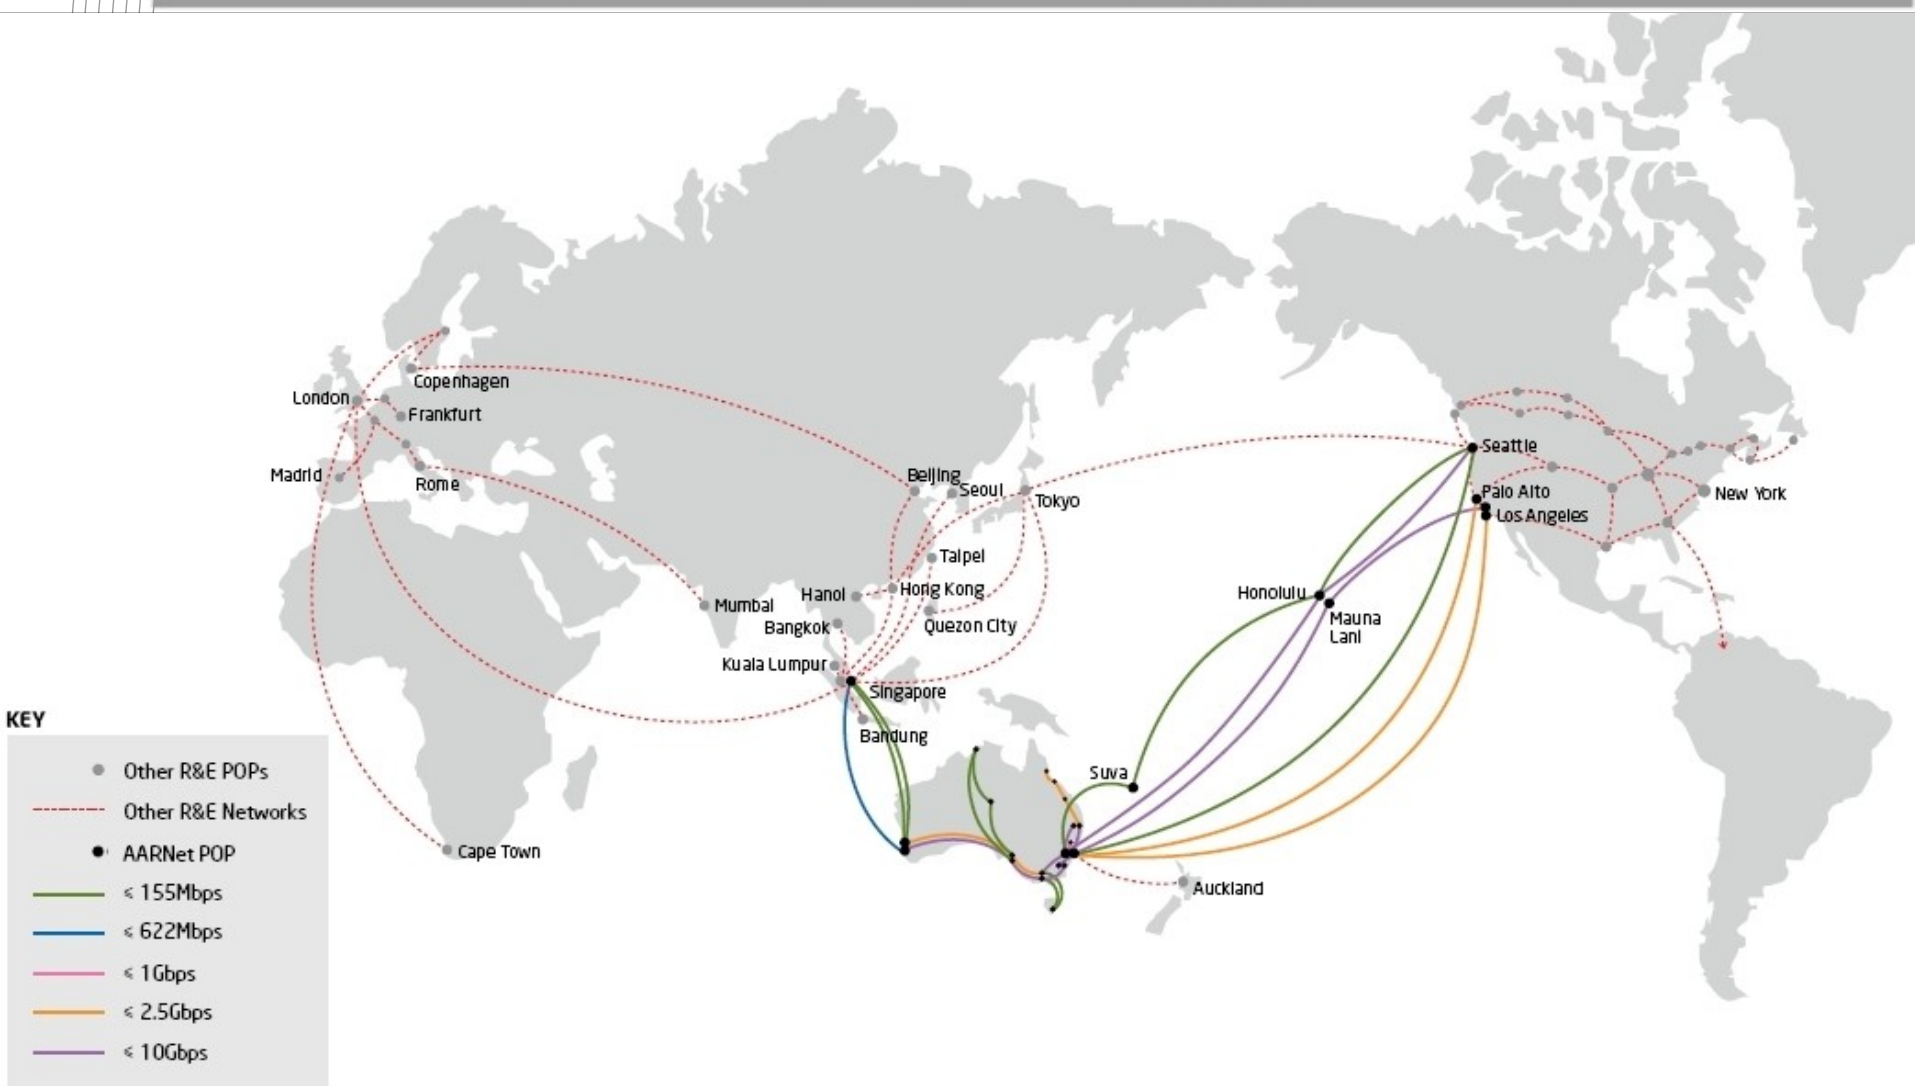 Copenhagen
London
Frankfurt
Madrid
Rome
Beijing
Seoul
Tokyo
Seattle
Palo Alto
Los Angeles
New York
Taipei
Hanoi
Hong Kong
Mumbai
Bangkok
Quezon City
Honolulu
Mauna
Lani
Kuala Lumpur
Singapore
Bandung
Suva
Cape Town
Auckland
KEY
Other R&E POPs
Other R&E Networks
AARNet POP
≤ 155Mbps
≤ 622Mbps
≤ 1Gbps
≤ 2.5Gbps
≤ 10Gbps